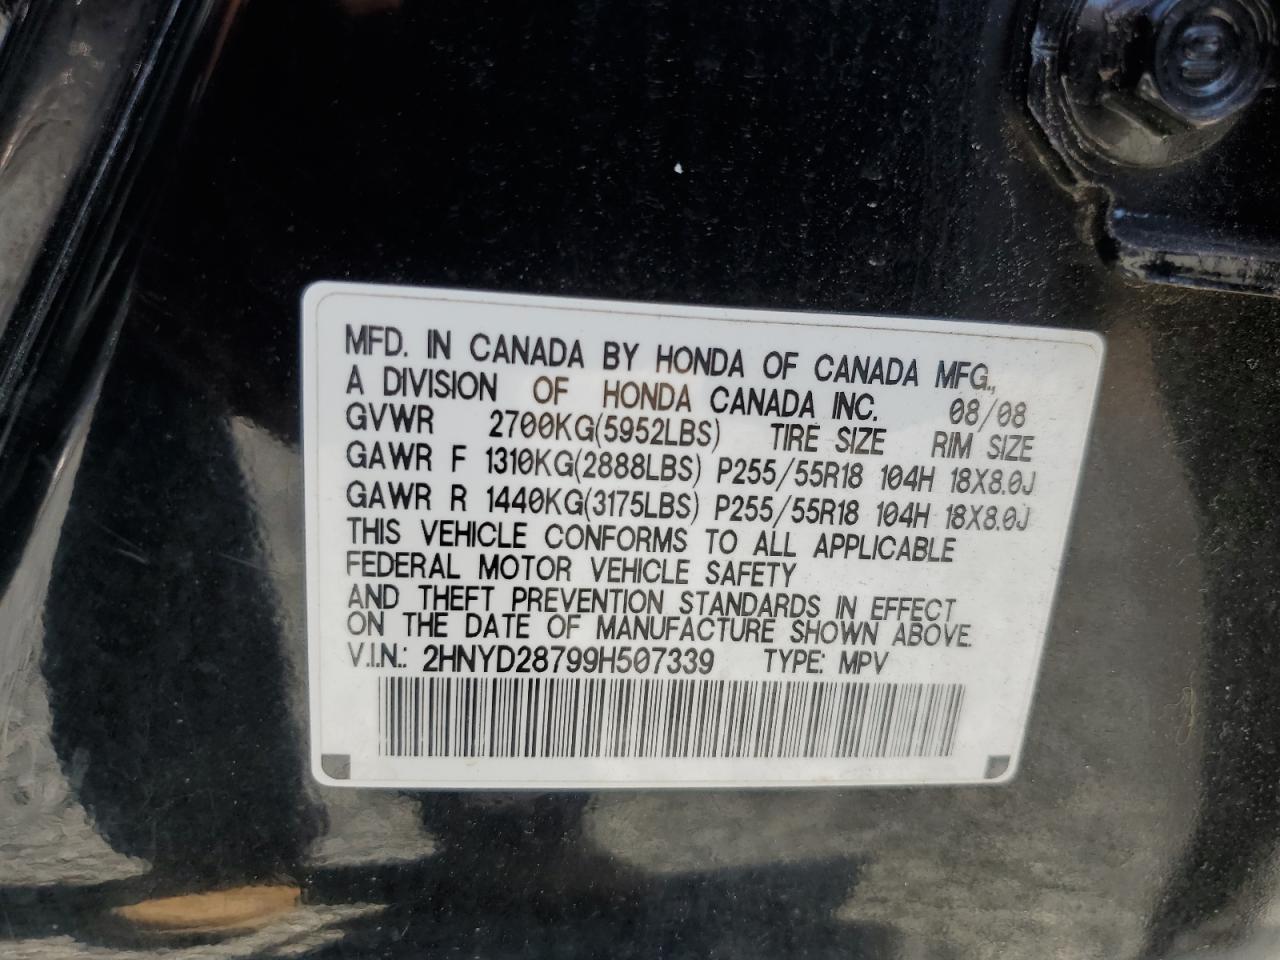 MFD. IN CANADA BY HONDA OF CANADA MFG.,
A DIVISION OF HONDA CANADA INC. 08/08
GVWR 2700KG(5952LBS) TIRE SIZE RIM SIZE
GAWR F 1310KG(2888LBS) P255/55R18 104H 18X8.0J
GAWR R 1440KG(3175LBS) P255/55R18 104H 18X8.0J
THIS VEHICLE CONFORMS TO ALL APPLICABLE
FEDERAL MOTOR VEHICLE SAFETY
AND THEFT PREVENTION STANDARDS IN EFFECT
ON THE DATE OF MANUFACTURE SHOWN ABOVE.
V.I.N.: 2HNYD28799H507339 TYPE: MPV